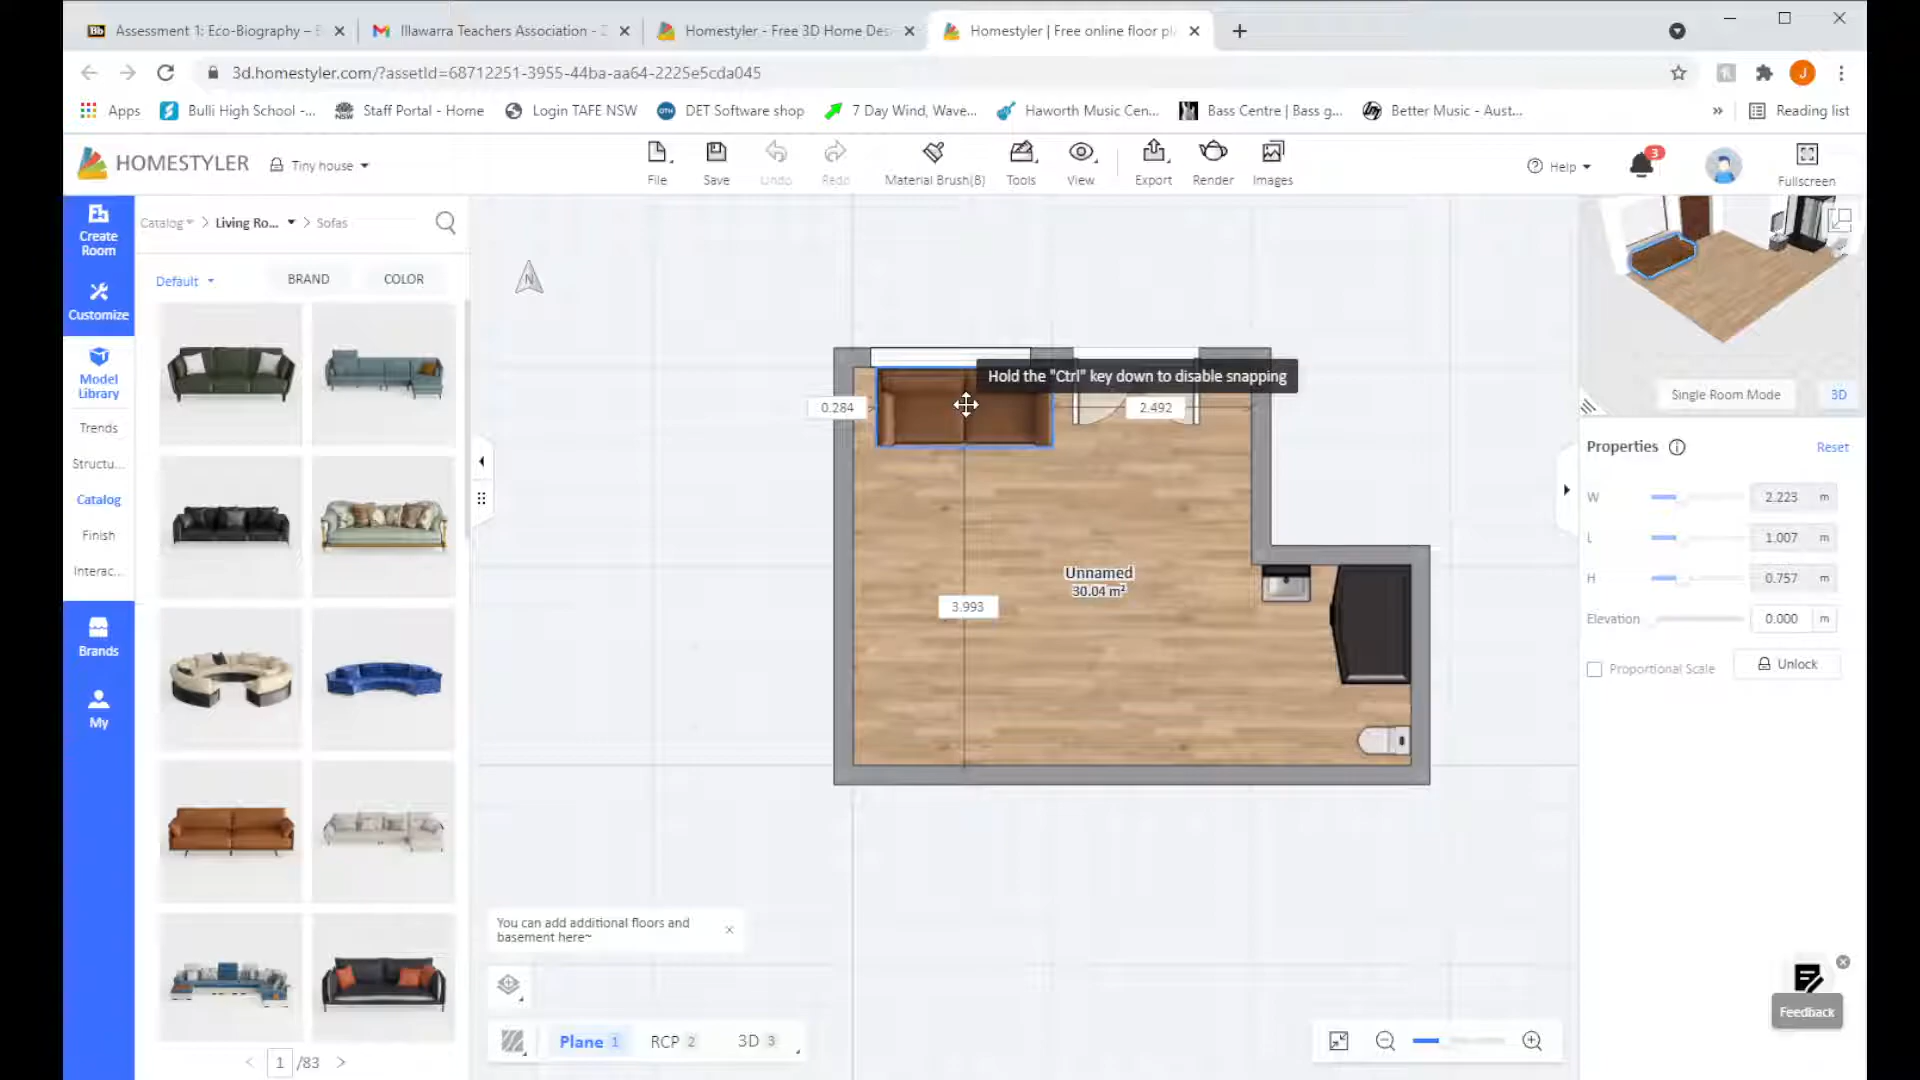 Assessment 1: Eco-Biography –
Illawarra Teachers Association -
Homestyler - Free 3D Home Des
Homestyler | Free online floor pl
3d.homestyler.com/?assetId=68712251-3955-44ba-aa64-2225e5cda045
J
Apps
Bulli High School -...
Staff Portal - Home
Login TAFE NSW
DET Software shop
7 Day Wind, Wave...
Haworth Music Cen...
Bass Centre | Bass g...
Better Music - Aust...
»
Reading list
HOMESTYLER
Tiny house
File
Save
Undo
Redo
Material Brush(8)
Tools
View
Export
Render
Images
Help
3
Fullscreen
Create
Room
Customize
Model
Library
Trends
Structu...
Catalog
Finish
Interac...
Brands
My
Catalog > Living Ro... > Sofas
Default
BRAND
COLOR
1 /83
N
Hold the "Ctrl" key down to disable snapping
0.284
2.492
3.993
Unnamed
30.04 m²
You can add additional floors and
basement here~
Plane 1
RCP 2
3D 3
Single Room Mode
3D
Properties
Reset
W 2.223 m
L 1.007 m
H 0.757 m
Elevation 0.000 m
Proportional Scale
Unlock
Feedback